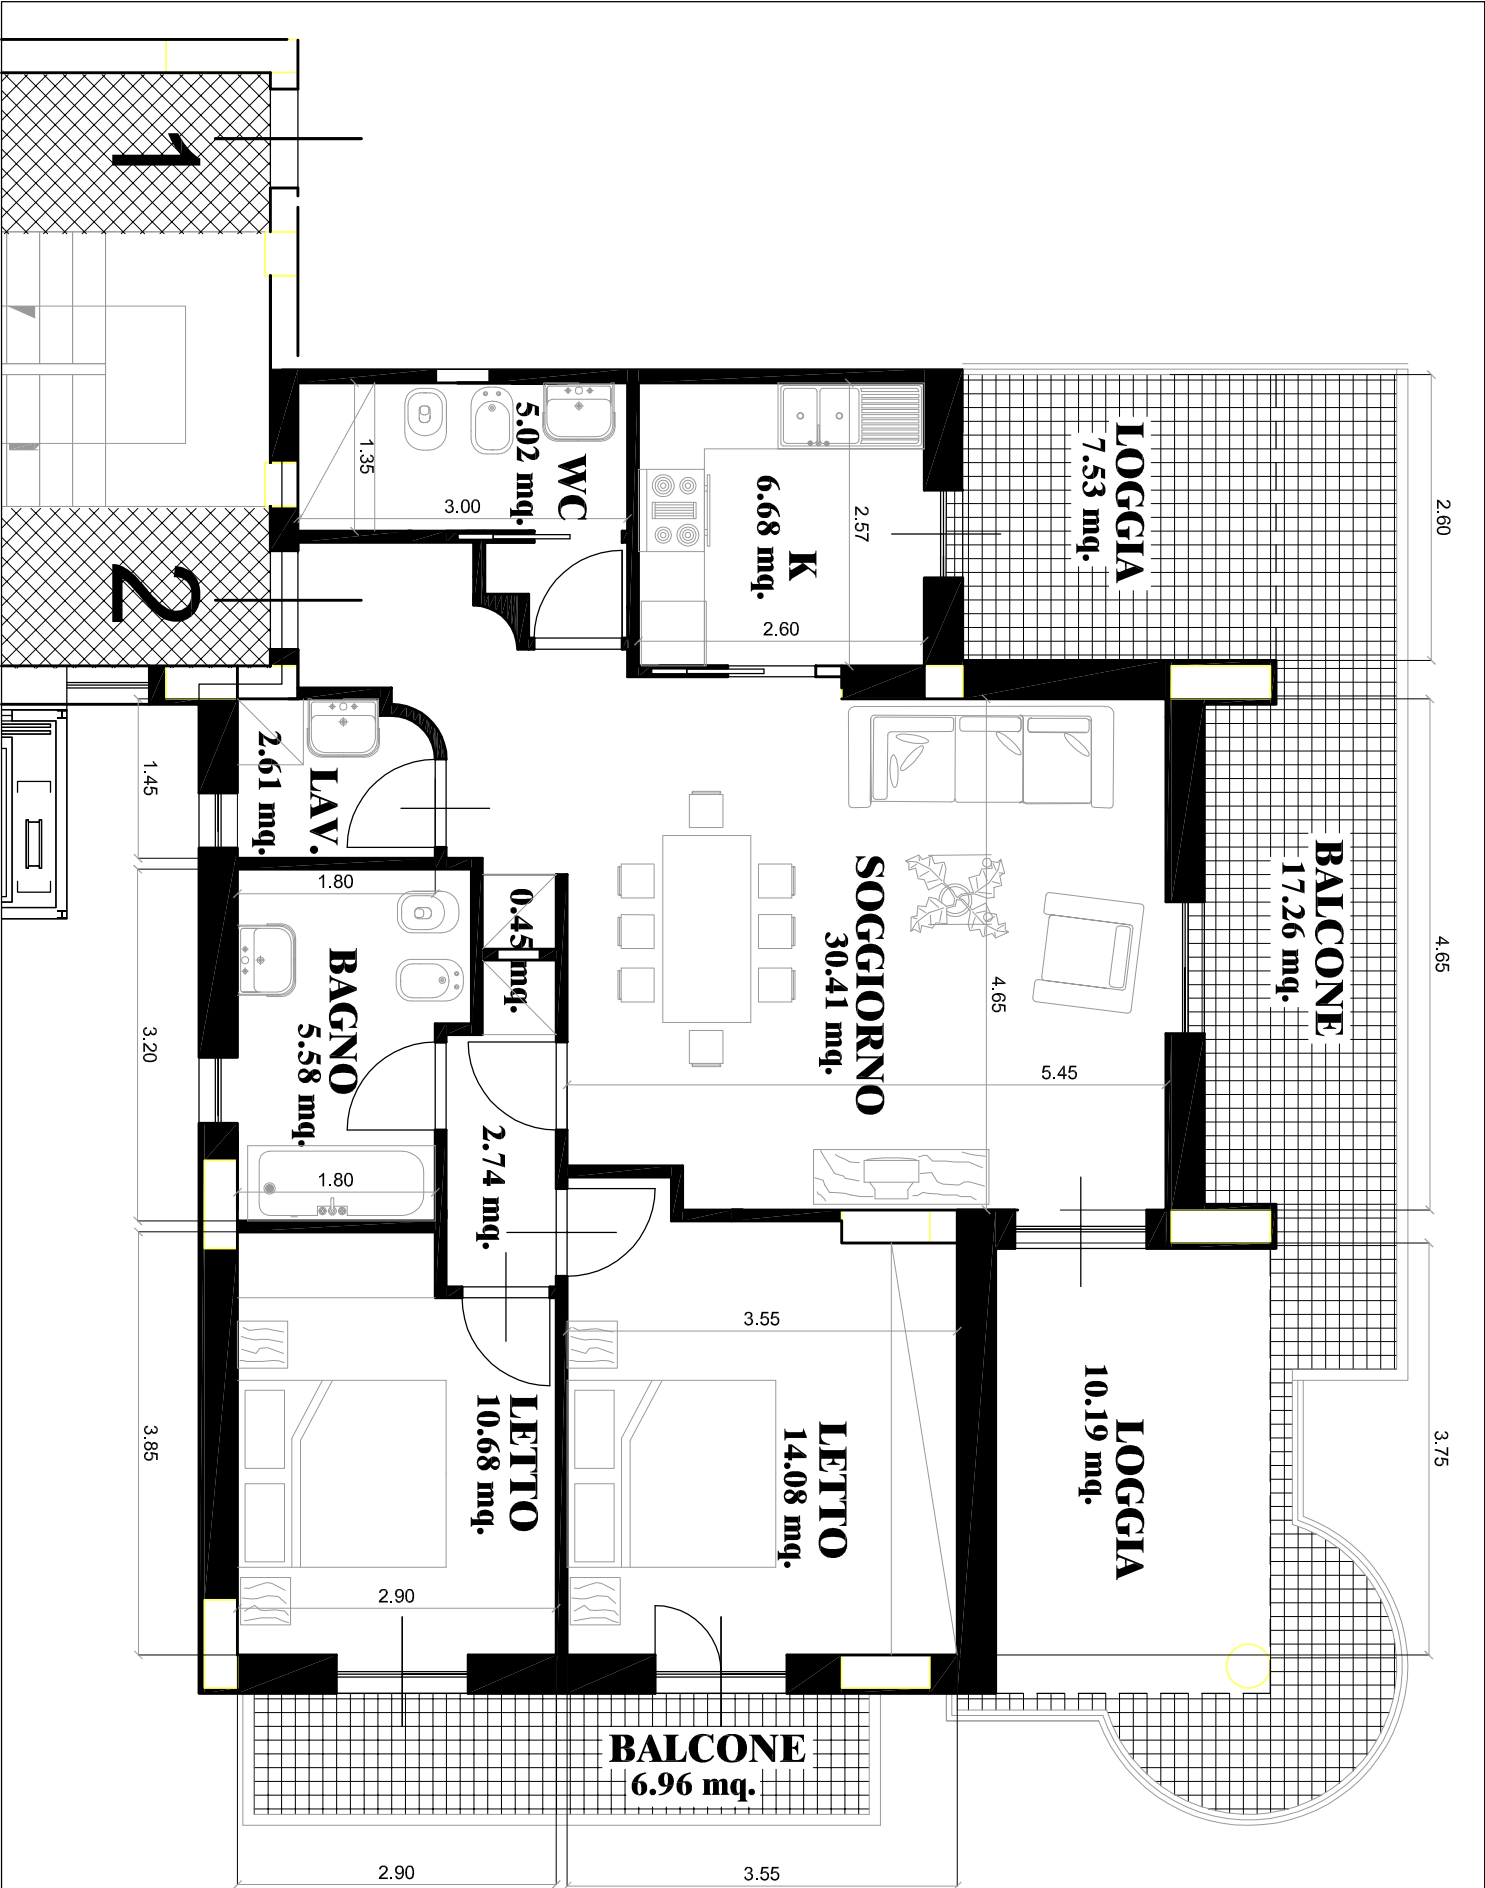 1
2
WC
5.02 mq.
1.35
3.00
K
6.68 mq.
2.57
2.60
LOGGIA
7.53 mq.
2.60
LAV.
2.61 mq.
1.45
SOGGIORNO
30.41 mq.
4.65
5.45
BALCONE
17.26 mq.
4.65
0.45 mq.
1.80
BAGNO
5.58 mq.
1.80
3.20
2.74 mq.
LETTO
10.68 mq.
2.90
3.85
LETTO
14.08 mq.
3.55
LOGGIA
10.19 mq.
3.75
BALCONE
6.96 mq.
2.90
3.55